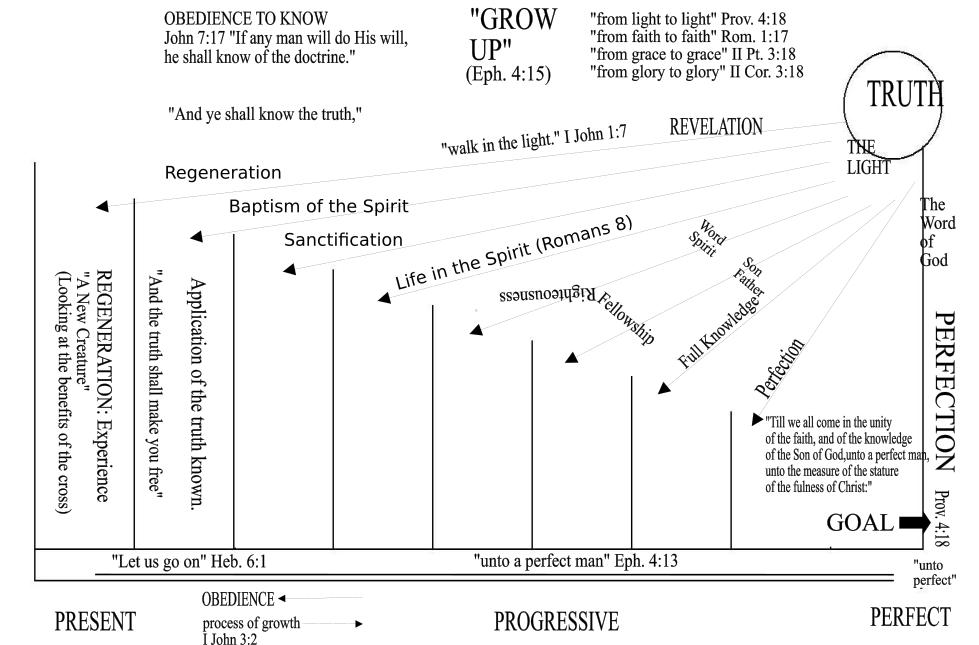 OBEDIENCE TO KNOW
John 7:17 "If any man will do His will,
he shall know of the doctrine."
"GROW
UP"
(Eph. 4:15)
"from light to light" Prov. 4:18
"from faith to faith" Rom. 1:17
"from grace to grace" II Pt. 3:18
"from glory to glory" II Cor. 3:18
TRUTH
"And ye shall know the truth,"
"walk in the light." I John 1:7
REVELATION
THE
LIGHT
Regeneration
Baptism of the Spirit
Sanctification
Life in the Spirit (Romans 8)
Righteousness
Word
Spirit
Fellowship
Son
Father
Full Knowledge
Perfection
The
Word
of
God
REGENERATION: Experience
"A New Creature"
(Looking at the benefits of the cross)
"And the truth shall make you free"
Application of the truth known.
PERFECTION
Prov. 4:18
"Till we all come in the unity
of the faith, and of the knowledge
of the Son of God,unto a perfect man,
unto the measure of the stature
of the fulness of Christ:"
GOAL
"Let us go on" Heb. 6:1
"unto a perfect man" Eph. 4:13
"unto
perfect"
PRESENT
OBEDIENCE
process of growth
I John 3:2
PROGRESSIVE
PERFECT